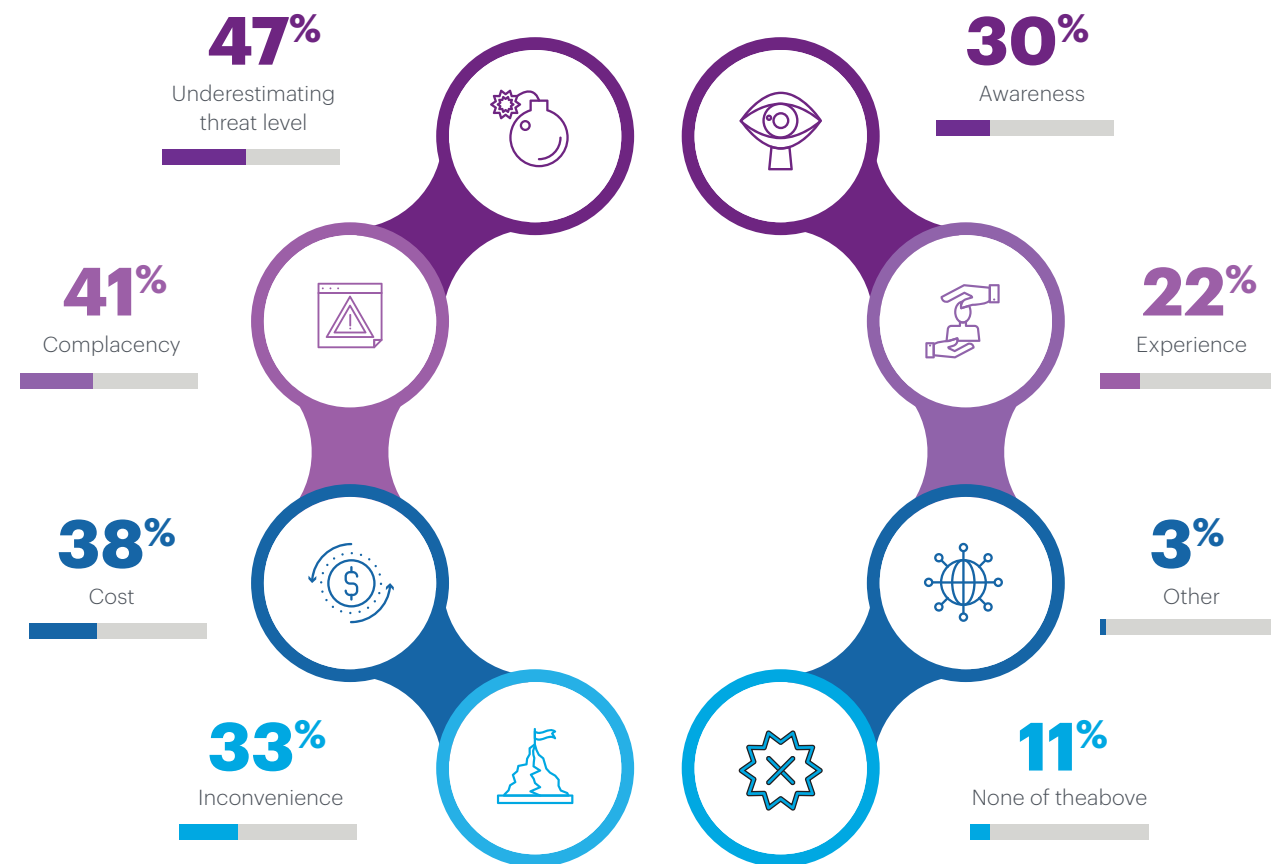 47%
Underestimating
threat level
30%
Awareness
41%
Complacency
22%
Experience
38%
Cost
3%
Other
33%
Inconvenience
11%
None of theabove